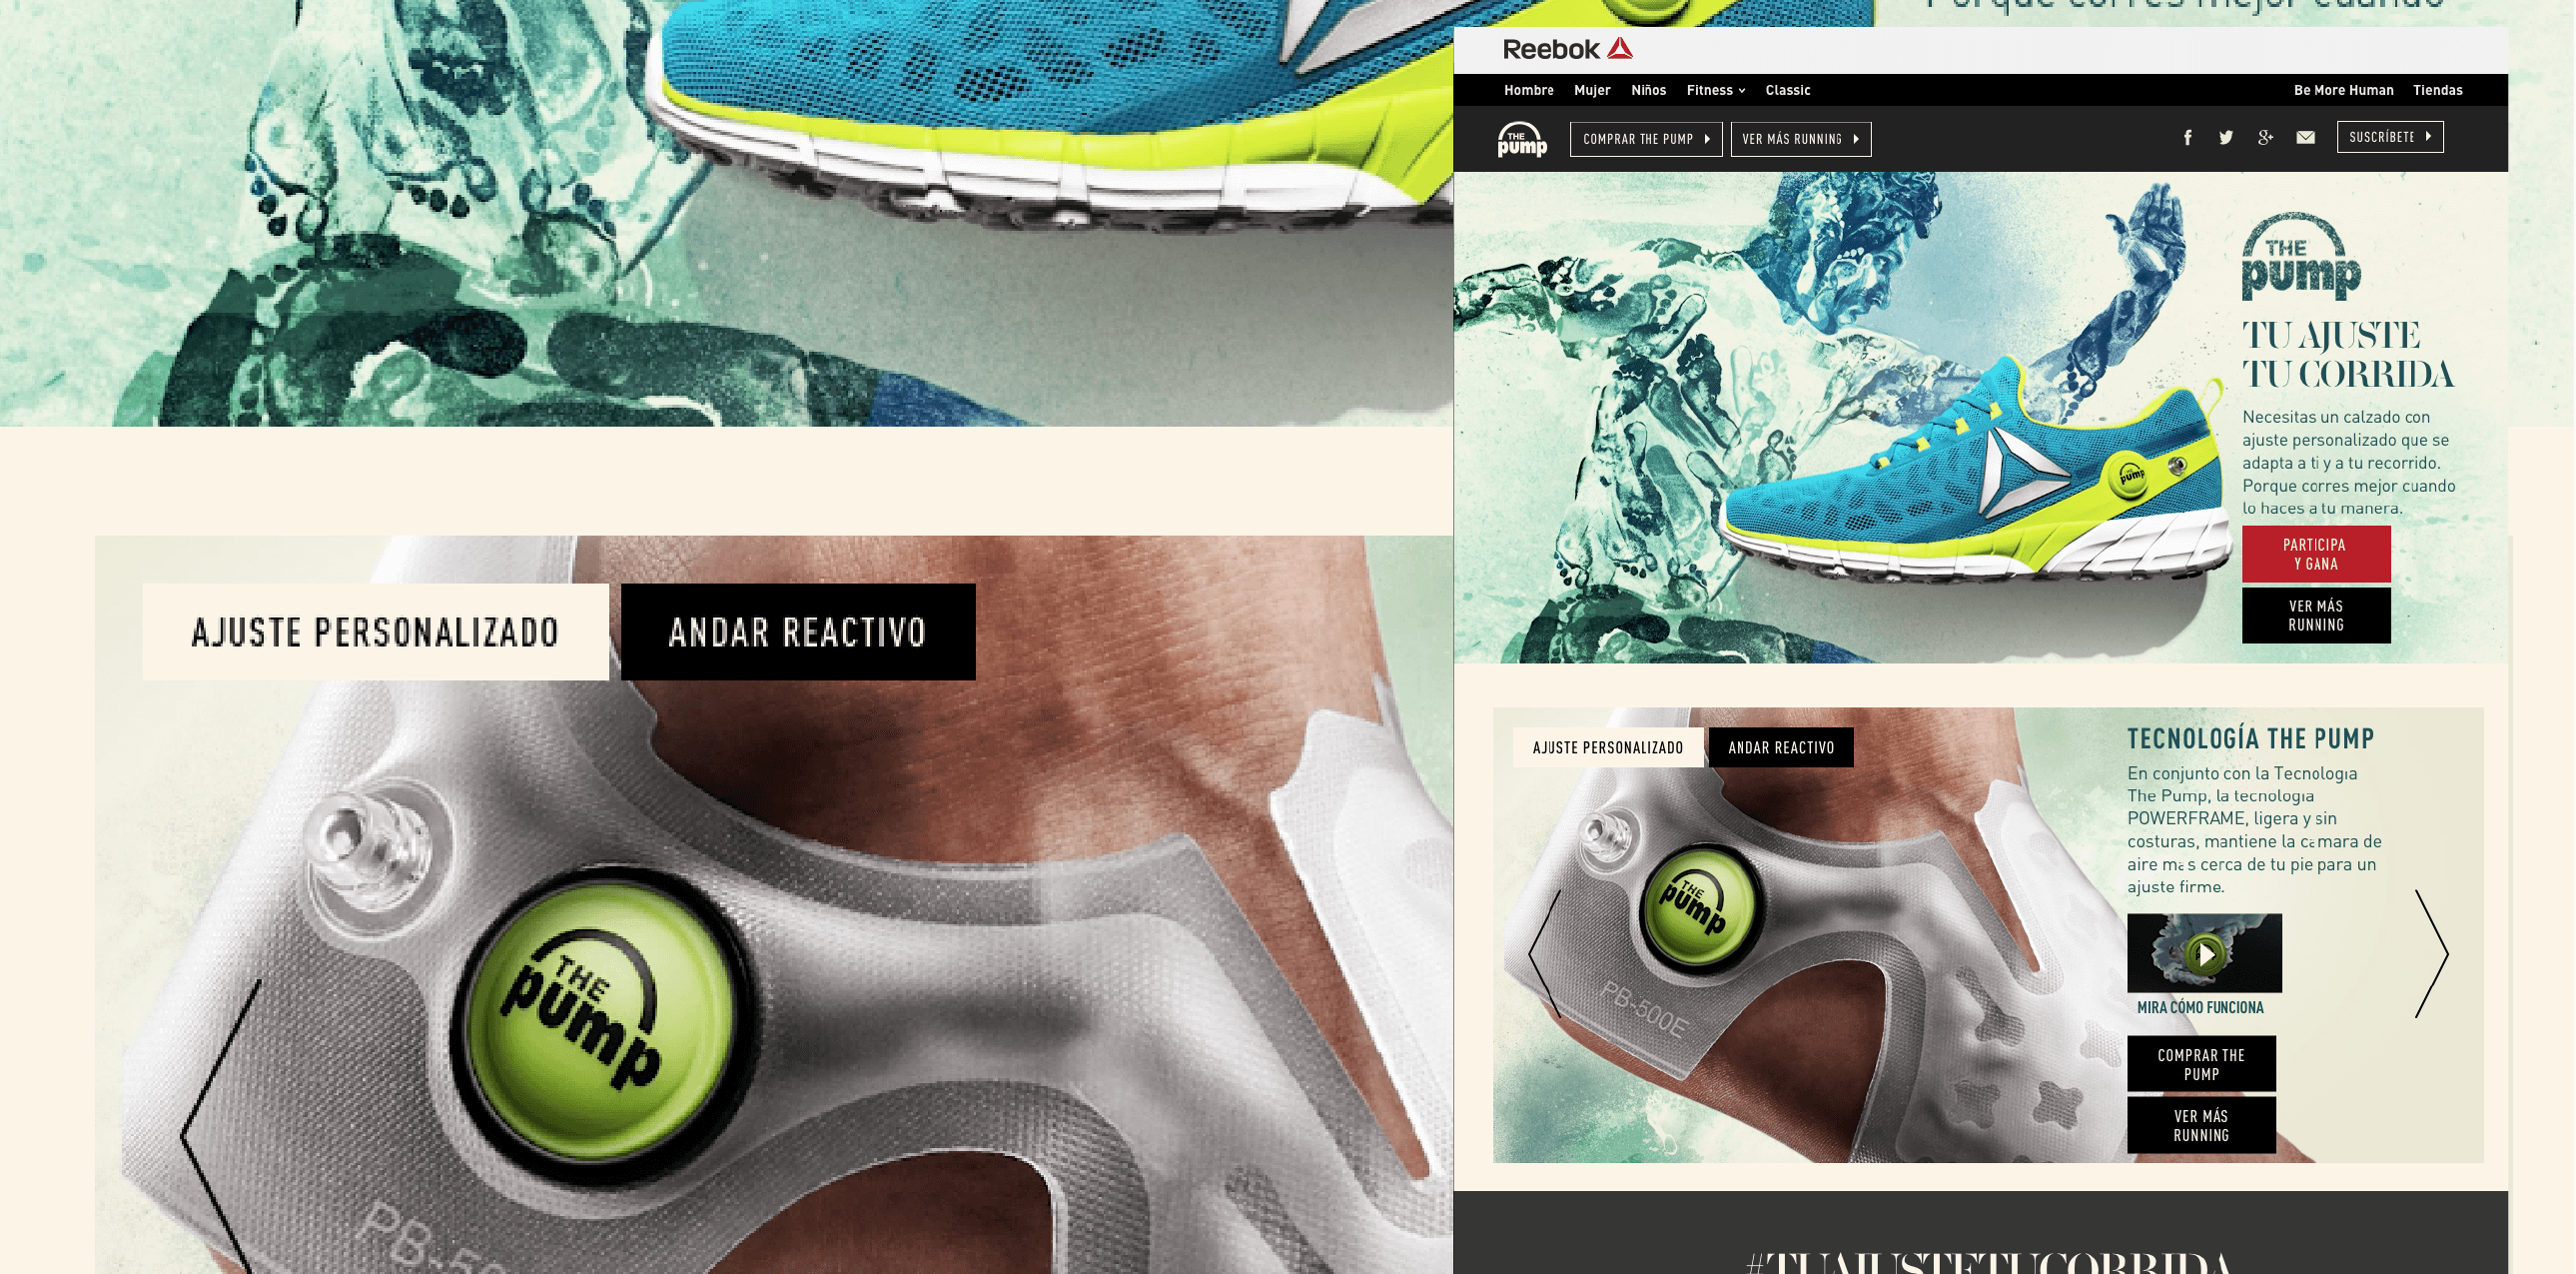 Porque corres mejor cuando
Reebok
Hombre Mujer Niños Fitness Classic Be More Human Tiendas
THE
pump
COMPRAR THE PUMP VER MÁS RUNNING SUSCRÍBETE
THE
pump
TU AJUSTE
TU CORRIDA
Necesitas un calzado con
ajuste personalizado que se
adapta a ti y a tu recorrido.
Porque corres mejor cuando
lo haces a tu manera.
PARTICIPA
Y GANA
VER MÁS
RUNNING
THE
pump
AJUSTE PERSONALIZADO ANDAR REACTIVO
THE
pump
PB-500E
TECNOLOGÍA THE PUMP
En conjunto con la Tecnologıa
The Pump, la tecnologıa
POWERFRAME, ligera y sin
costuras, mantiene la cámara de
aire más cerca de tu pie para un
ajuste firme.
MIRA CÓMO FUNCIONA
COMPRAR THE
PUMP
VER MÁS
RUNNING
#TUAJUSTETUCORRIDA
AJUSTE PERSONALIZADO ANDAR REACTIVO
THE
pump